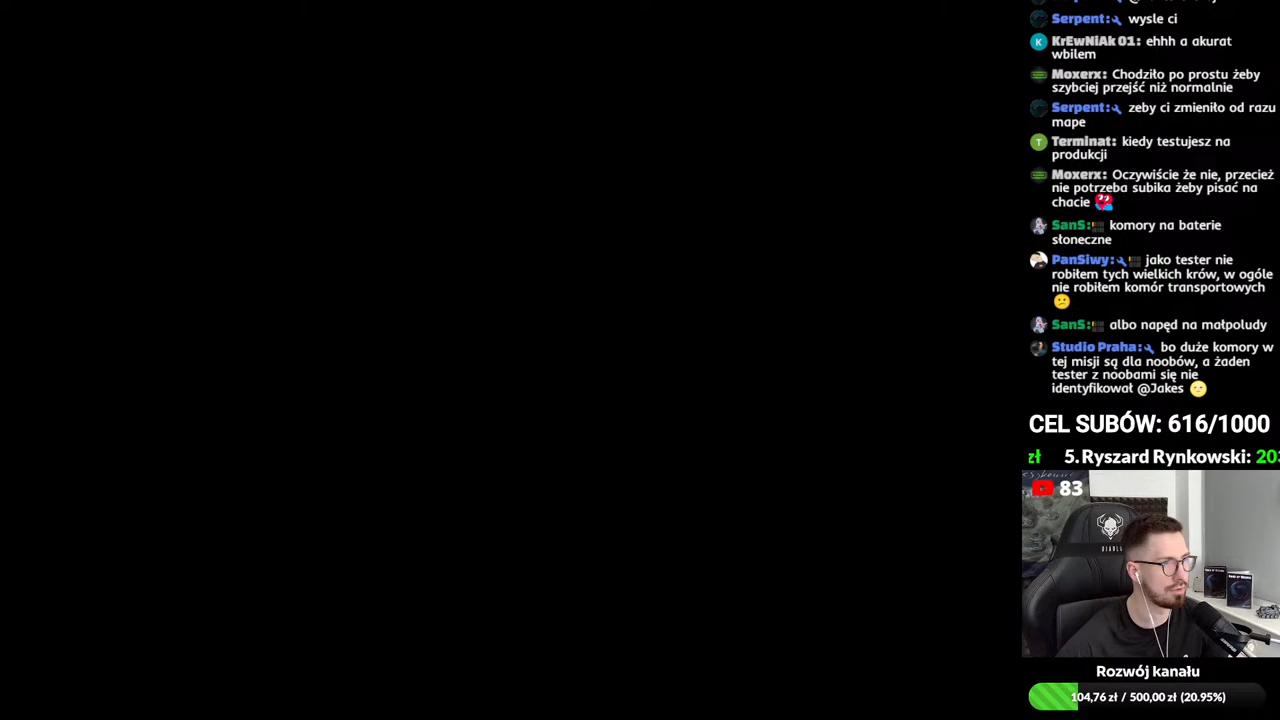 Serpent: wysle ci
KrEwNiAk 01: ehhh a akurat
wbilem
Moxerx: Chodziło po prostu żeby
szybciej przejść niż normalnie
Serpent: zeby ci zmieniło od razu
mape
Terminat: kiedy testujesz na
produkcji
Moxerx: Oczywiście że nie, przecież
nie potrzeba subika żeby pisać na
chacie
SanS: komory na baterie
słoneczne
PanSiwy: jako tester nie
robiłem tych wielkich krów, w ogóle
nie robiłem komór transportowych
SanS: albo napęd na małpoludy
Studio Praha: bo duże komory w
tej misji są dla noobów, a żaden
tester z noobami się nie
identyfikował @Jakes
CEL SUBÓW: 616/1000
zł 5. Ryszard Rynkowski: 20
83
DIABLO
Rozwój kanału
104,76 zł / 500,00 zł (20.95%)